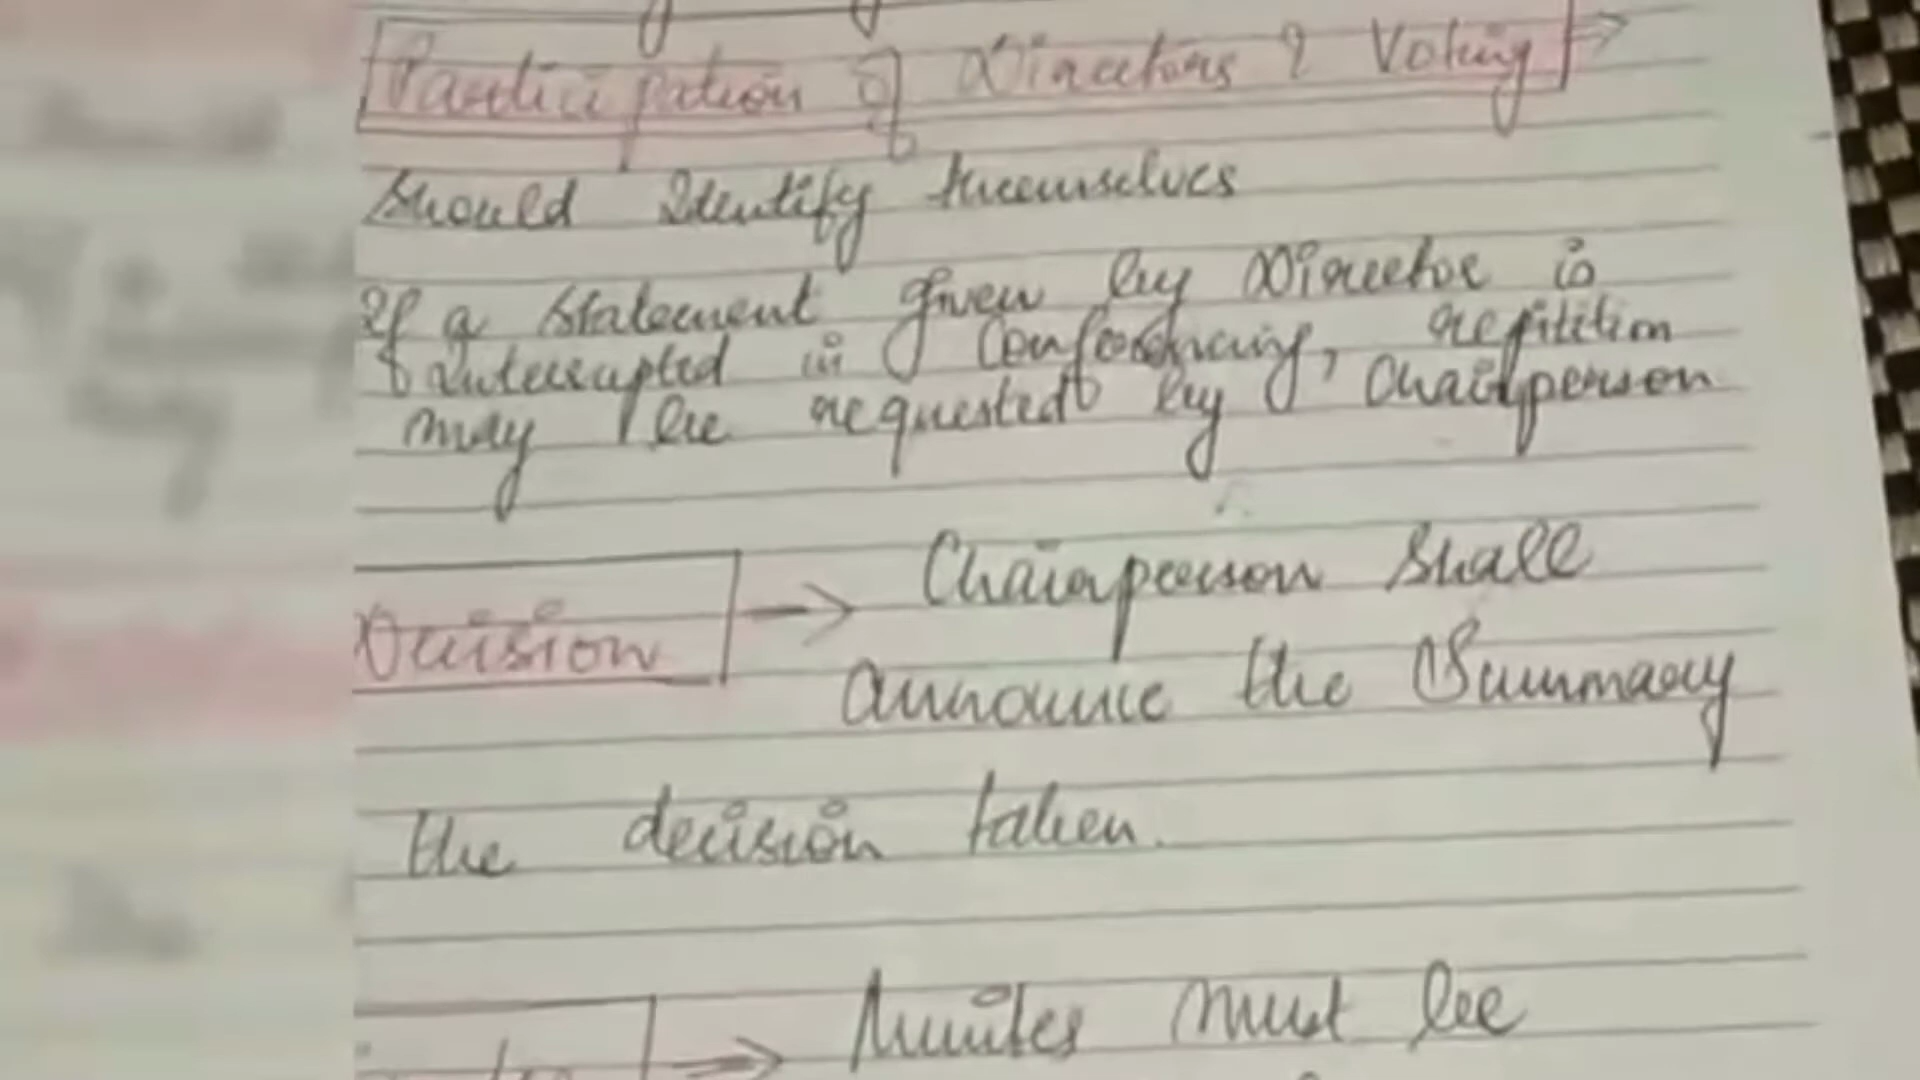 Participation of Directors & Voting →
Should Identify themselves
If a statement given by Director is
interrupted in Conferencing, repitition
may be requested by Chairperson
Decision → Chairperson shall
announce the Summary
the decision taken.
→ Minutes must be